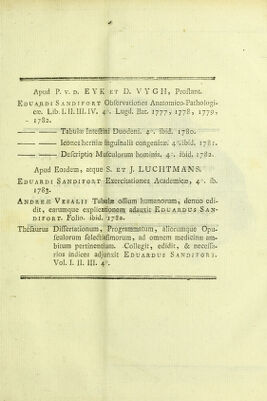 Apud P. v. d. EYK et D. VYGH, Prostant.
Eduardi Sandifort Observationes Anatomico-Pathologi-
cæ. Lib. I. II. III. IV. 4°. Lugd. Bat. 1777, 1778, 1779,
1782.
—— —— Tabulæ Intestini Duodeni. 4°. ibid. 1780.
—— —— Icones herniæ inguinalis congenitæ. 4°. ibid. 1781.
—— —— Descriptio Musculorum hominis. 4°. ibid. 1782.
Apud Eosdem, atque S. et J. LUCHTMANS.
Eduardi Sandifort Exercitationes Academicæ, 4°. ib.
1783.
Andreæ Vesalii Tabulæ ossium humanorum, denuo edi-
dit, earumque explicationem adauxit Eduardus San-
difort. Folio. ibid. 1782.
Thesaurus Dissertationum, Programmatum, aliorumque Opu-
sculorum selectissimorum, ad omnem medicinæ am-
bitum pertinentium. Collegit, edidit, & necessa-
rios indices adjunxit Eduardus Sandifort.
Vol. I. II. III. 4°.